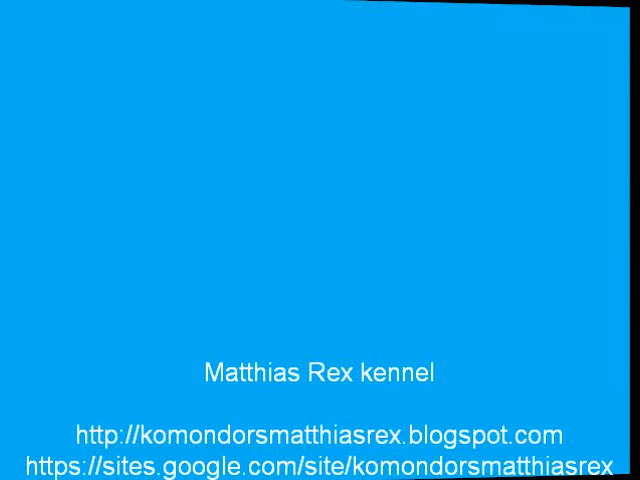 Matthias Rex kennel
http://komondorsmatthiasrex.blogspot.com
https://sites.google.com/site/komondorsmatthiasrex